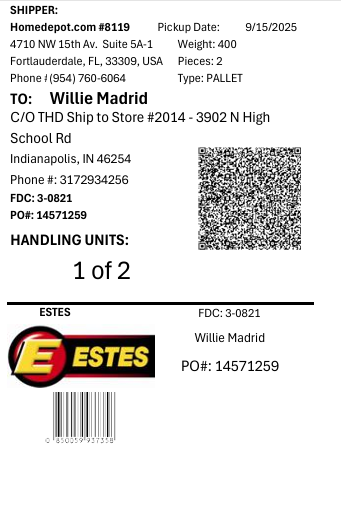 SHIPPER:
Homedepot.com #8119 Pickup Date: 9/15/2025
4710 NW 15th Av. Suite 5A-1 Weight: 400
Fortlauderdale, FL, 33309, USA Pieces: 2
Phone # (954) 760-6064 Type: PALLET
TO: Willie Madrid
C/O THD Ship to Store #2014 - 3902 N High
School Rd
Indianapolis, IN 46254
Phone #: 3172934256
FDC: 3-0821
PO#: 14571259
HANDLING UNITS:
1 of 2
ESTES FDC: 3-0821
Willie Madrid
E ESTES
PO#: 14571259
0 850059 937358